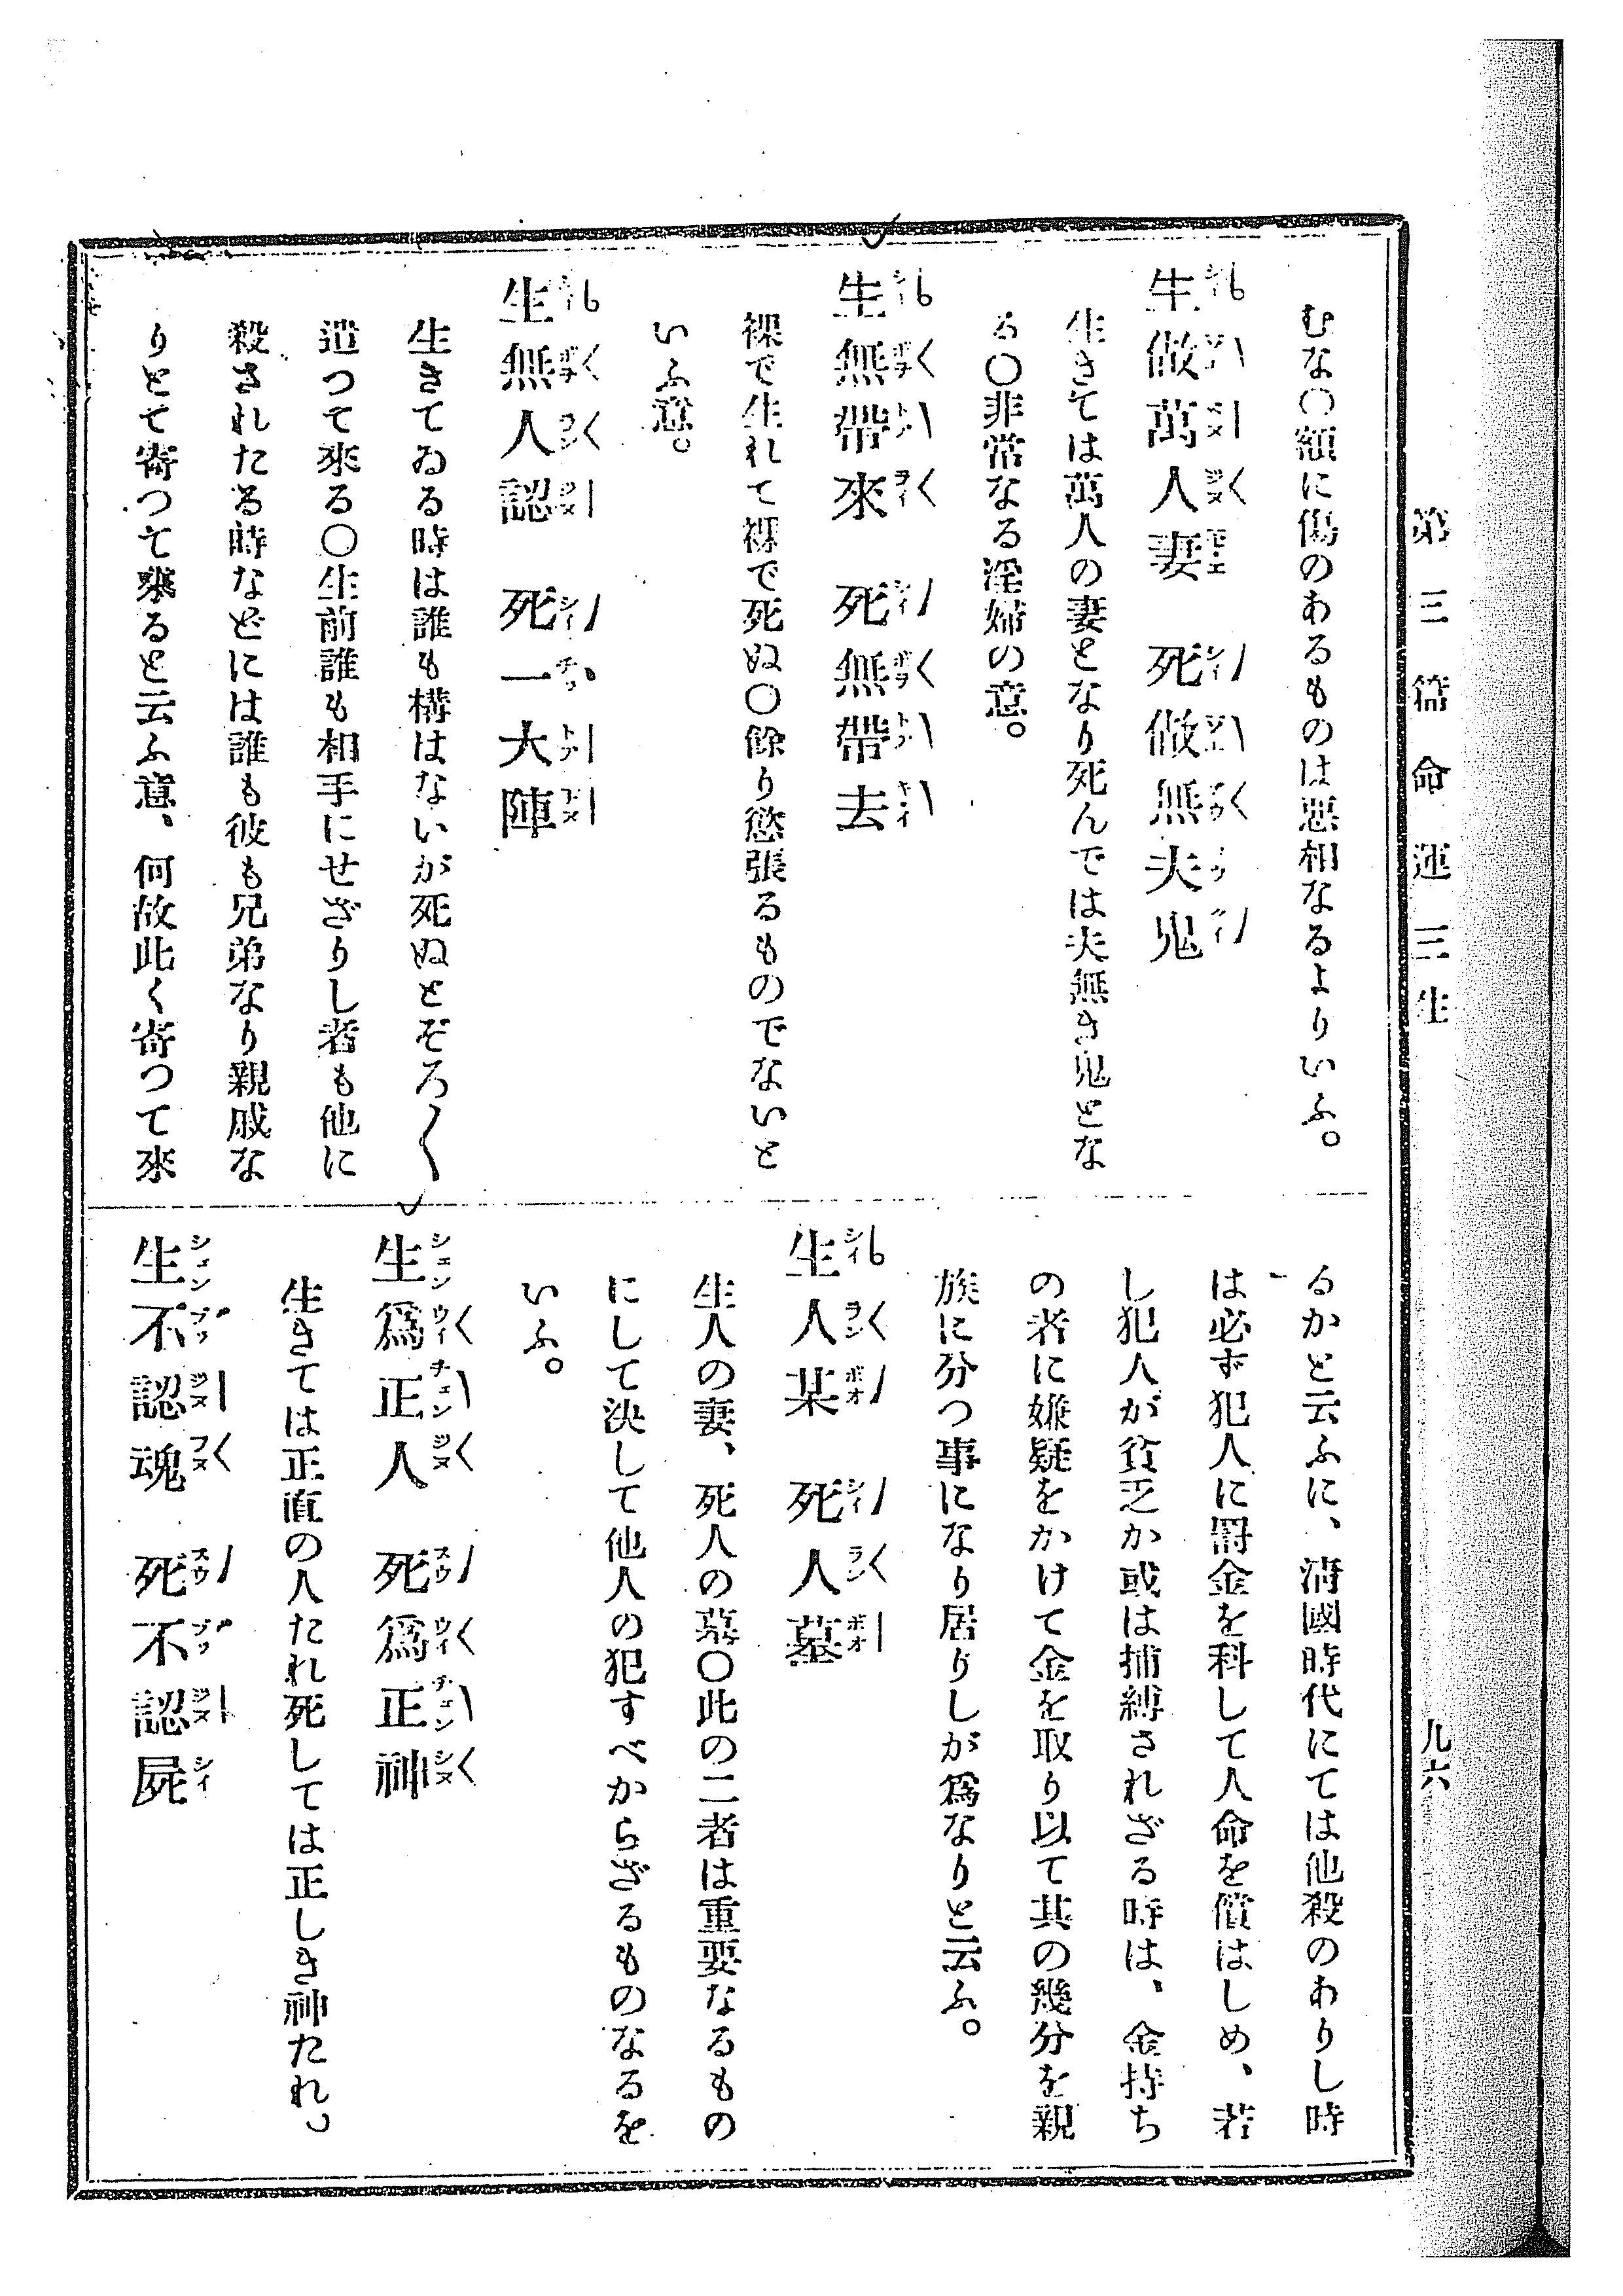 第三篇 命運 三生
九六
むな〇額に傷のあるものは惡相なるよりいふ。
生做萬人妻 死做無夫鬼
生きては萬人の妻となり死んでは夫無き鬼とな
る〇非常なる淫婦の意。
生無帶來 死無帶去
裸で生れて裸で死ぬ〇餘り慾張るものでないと
いふ意。
生無人認 死一大陣
生きてゐる時は誰も構はないが死ぬとぞろ〱
遣つて來る〇生前誰も相手にせざりし者も他に
殺されたる時などには誰も彼も兄弟なり親戚な
りとて寄つて來ると云ふ意、何故此く寄つて來
るかと云ふに、淸國時代にては他殺のありし時
は必ず犯人に罰金を科して人命を償はしめ、若
し犯人が貧乏か或は捕縛されざる時は、金持ち
の者に嫌疑をかけて金を取り以て其の幾分を親
族に分つ事になり居りしが爲なりと云ふ。
生人某 死人墓
生人の妻、死人の墓〇此の二者は重要なるもの
にして決して他人の犯すべからざるものなるを
いふ。
生爲正人 死爲正神
生きては正直の人たれ死しては正しき神たれ。
生不認魂 死不認屍